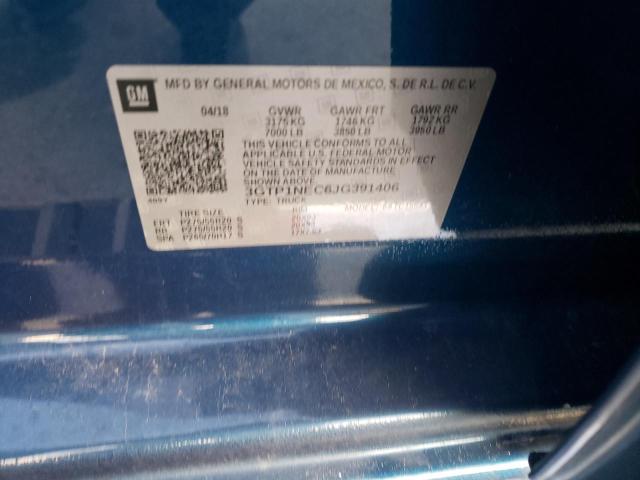 GM
MFD BY GENERAL MOTORS DE MEXICO, S. DE R.L. DE C.V.
04/18 GVWR GAWR FRT GAWR RR
3175 KG 1746 KG 1792 KG
7000 LB 3850 LB 3950 LB
THIS VEHICLE CONFORMS TO ALL
APPLICABLE U.S. FEDERAL MOTOR
VEHICLE SAFETY STANDARDS IN
EFFECT ON THE DATE OF
MANUFACTURE SHOWN ABOVE.
C6JG391406
TYPE: TRUCK
TIRE SIZE
FRT P275/55R20
RR P275/55R20
SPA P265/70R17